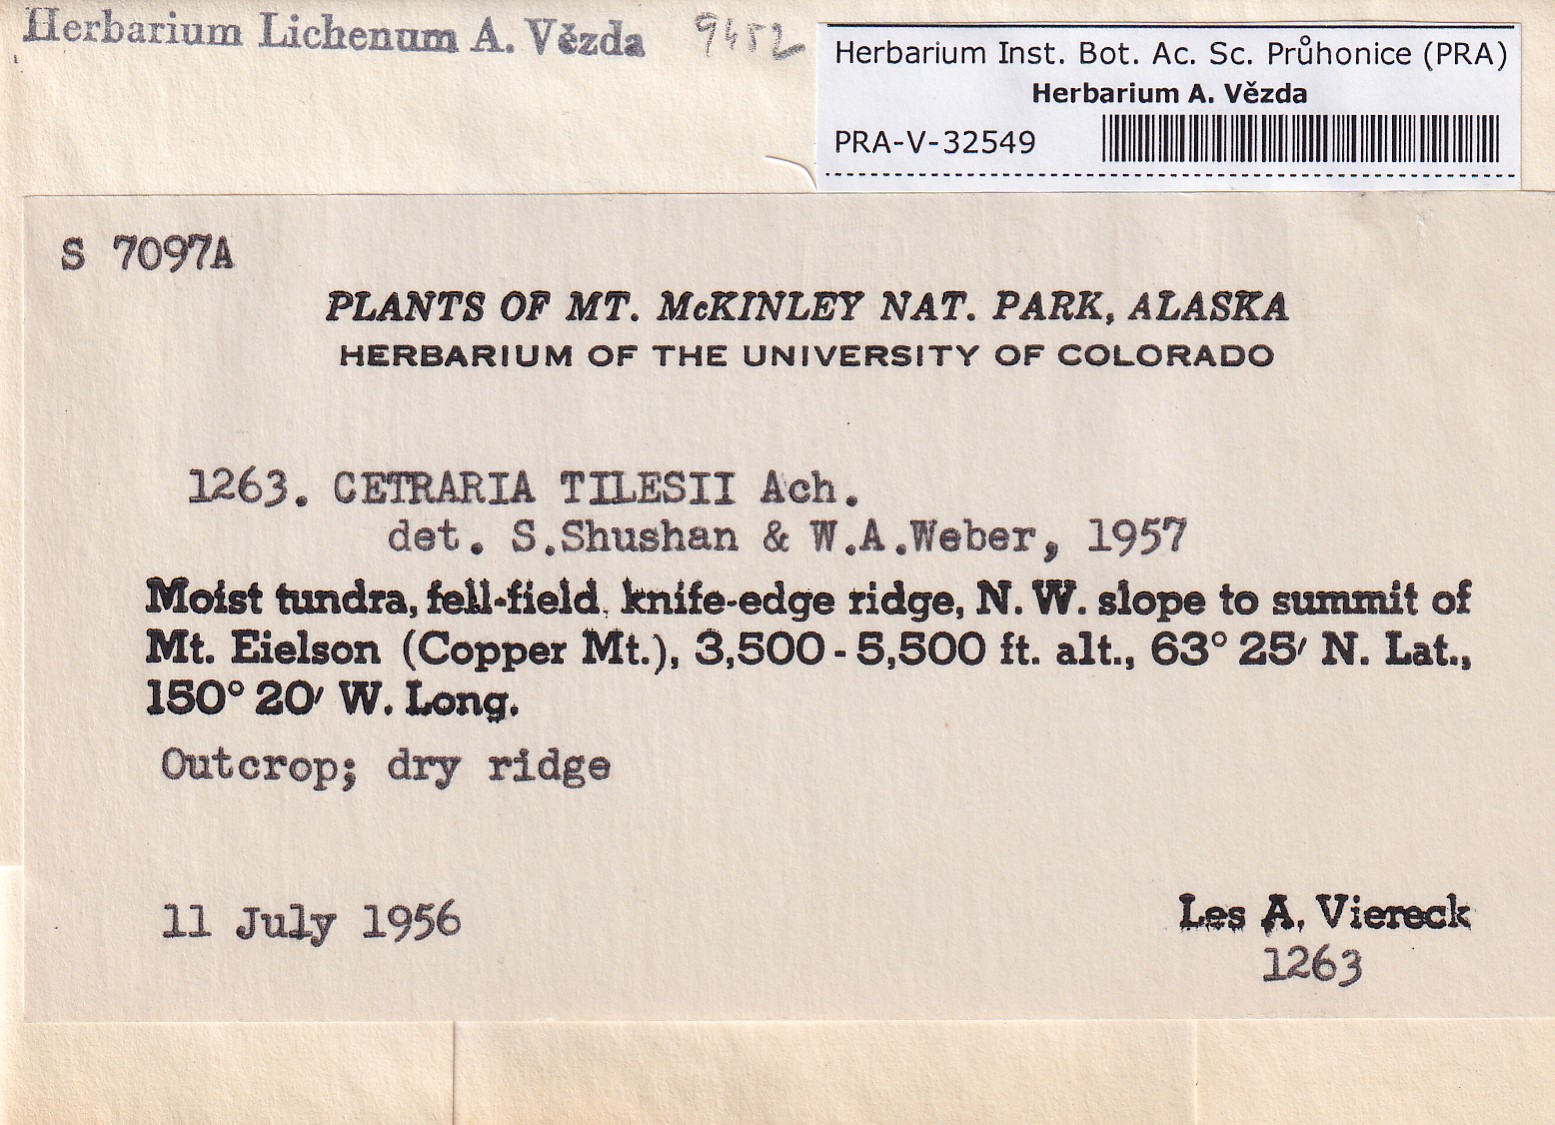 Herbarium Lichenum A. Vězda 9452
Herbarium Inst. Bot. Ac. Sc. Průhonice (PRA)
Herbarium A. Vězda
PRA-V-32549
S 7097A
PLANTS OF MT. McKINLEY NAT. PARK, ALASKA
HERBARIUM OF THE UNIVERSITY OF COLORADO
1263. CETRARIA TILESII Ach.
det. S.Shushan & W.A.Weber, 1957
Moist tundra, fell-field, knife-edge ridge, N. W. slope to summit of
Mt. Eielson (Copper Mt.), 3,500 - 5,500 ft. alt., 63° 25′ N. Lat.,
150° 20′ W. Long.
Outcrop; dry ridge
11 July 1956
Les A. Viereck
1263